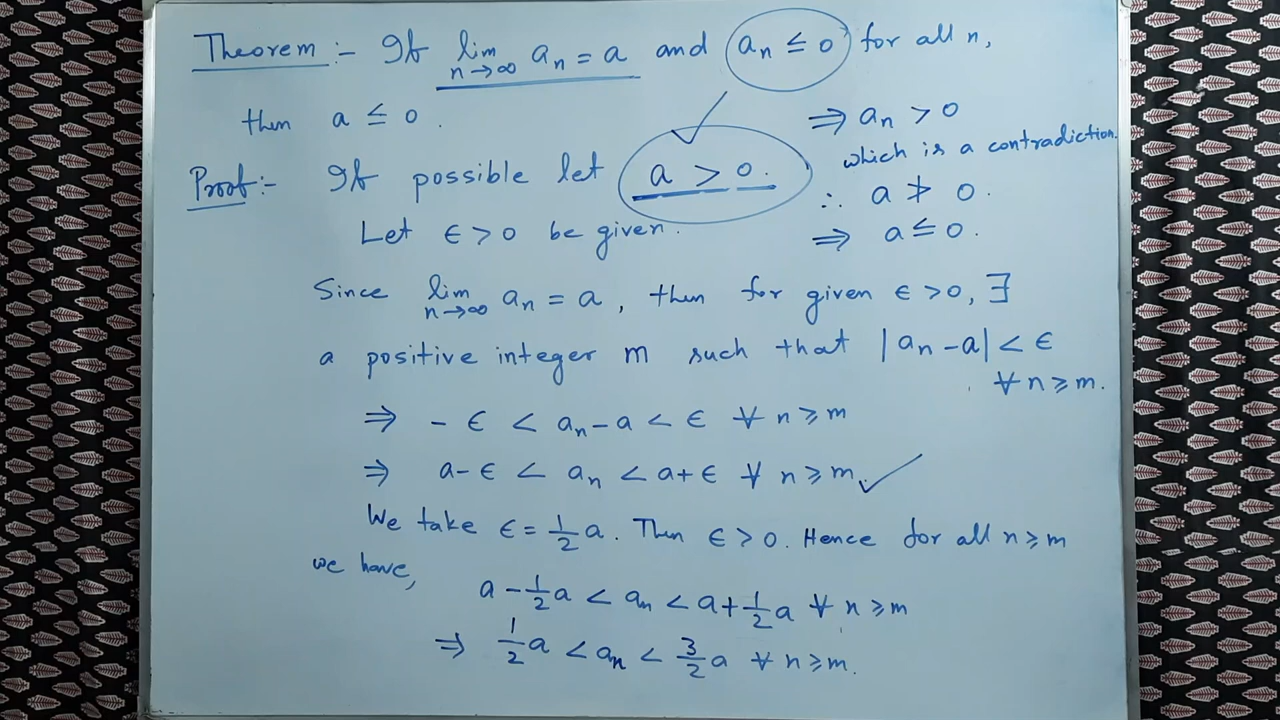 Theorem :- If lim n→∞ aₙ = a and aₙ ≤ 0 for all n,
then a ≤ 0.
Proof:- If possible let a > 0.
Let ϵ > 0 be given.
Since lim n→∞ aₙ = a, then for given ϵ > 0, ∃
a positive integer m such that |aₙ - a| < ϵ
∀ n ⩾ m.
⇒ - ϵ < aₙ - a < ϵ ∀ n ⩾ m
⇒ a - ϵ < aₙ < a + ϵ ∀ n ⩾ m.
We take ϵ = 1/2 a. Then ϵ > 0. Hence for all n ⩾ m
we have,
a - 1/2 a < aₙ < a + 1/2 a ∀ n ⩾ m
⇒ 1/2 a < aₙ < 3/2 a ∀ n ⩾ m.
⇒ aₙ > 0
which is a contradiction.
∴ a ≯ 0.
⇒ a ≤ 0.